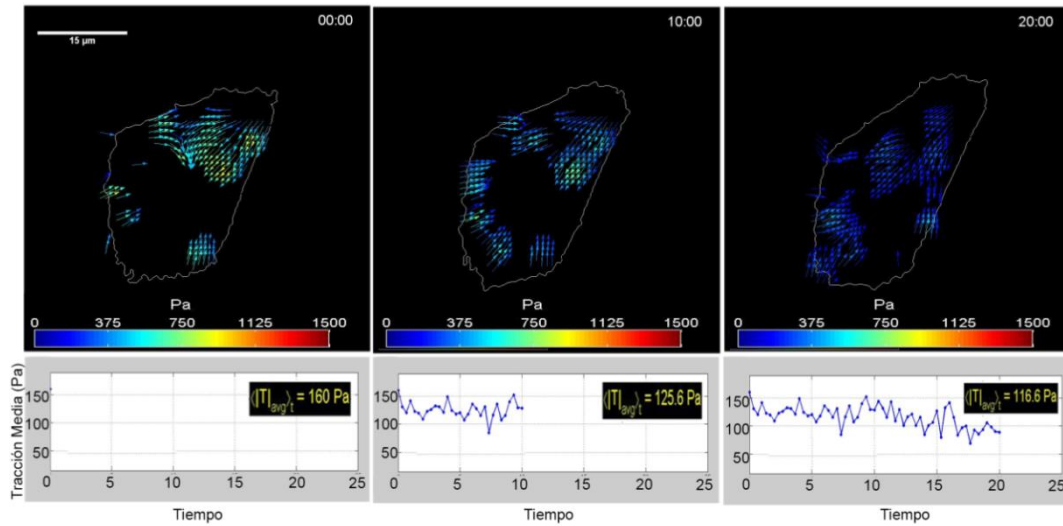 00:00
15 μm
Pa
0 375 750 1125 1500
10:00
Pa
0 375 750 1125 1500
20:00
Pa
0 375 750 1125 1500
Tracción Media (Pa)
150
100
50
0 5 10 15 20 25
⟨|T|avg⟩t = 160 Pa
Tiempo
150
100
50
0 5 10 15 20 25
⟨|T|avg⟩t = 125.6 Pa
Tiempo
150
100
50
0 5 10 15 20 25
⟨|T|avg⟩t = 116.6 Pa
Tiempo